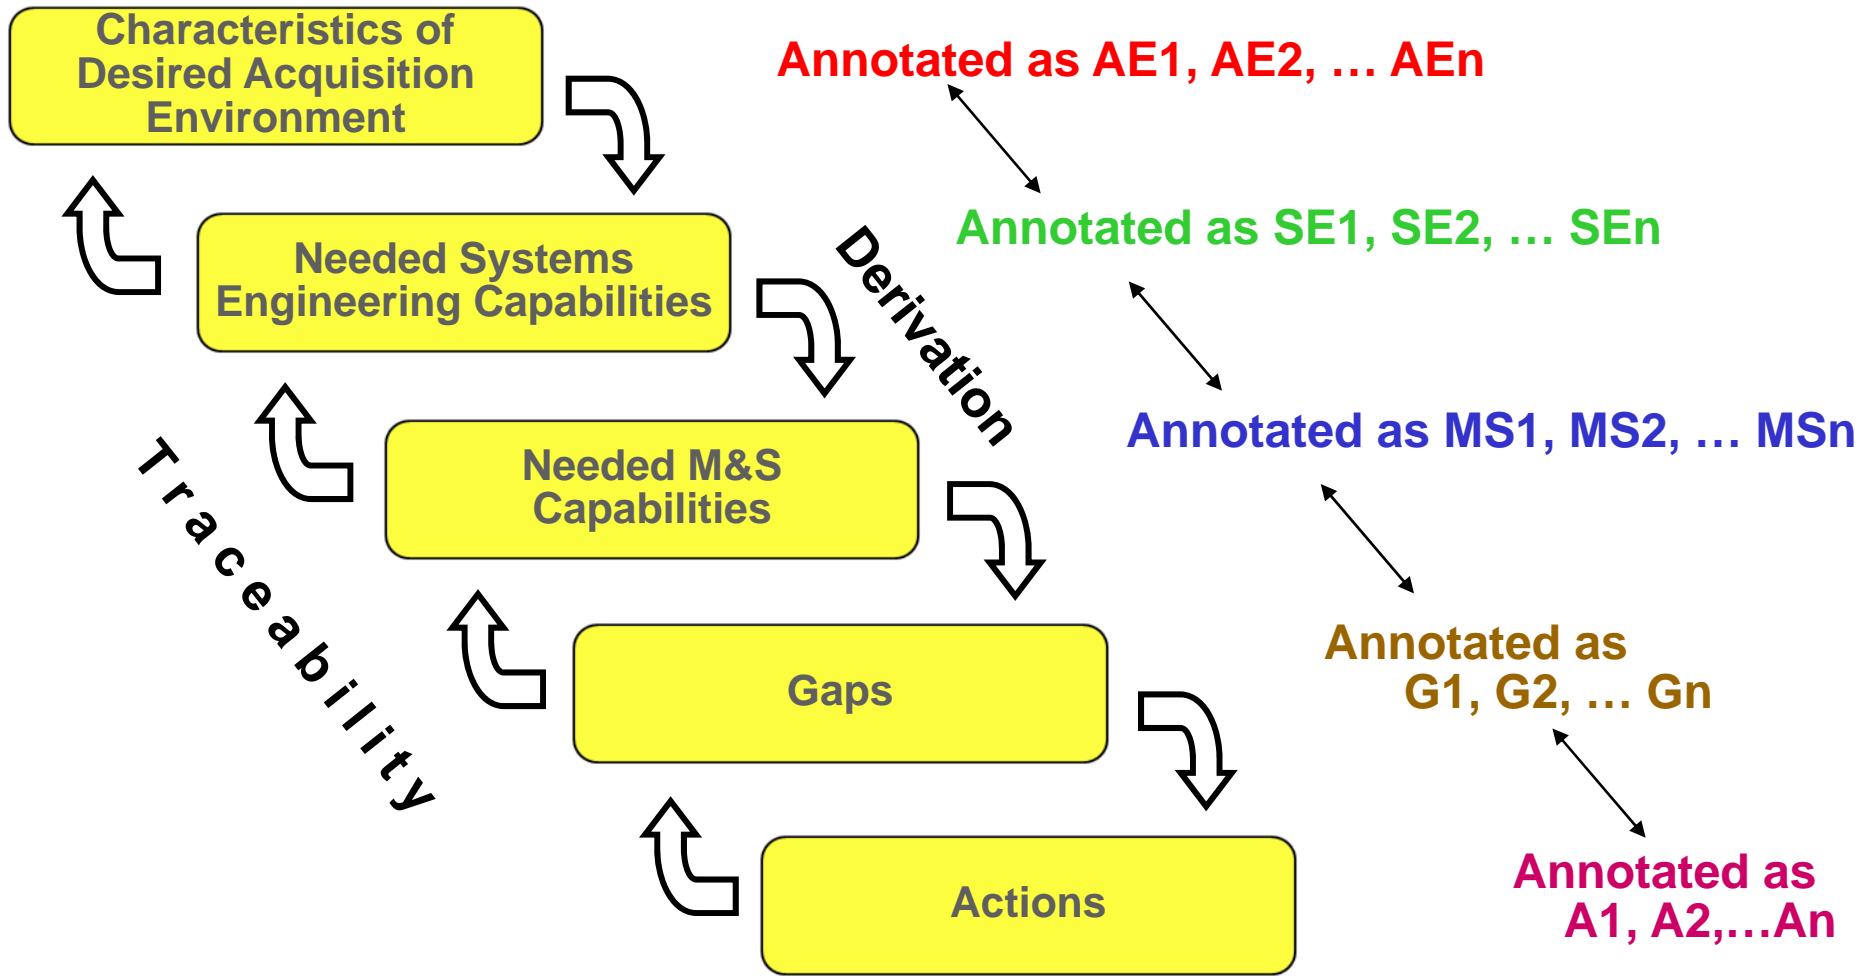 Characteristics of
Desired Acquisition
Environment
Annotated as AE1, AE2, … AEn
Needed Systems
Engineering Capabilities
Annotated as SE1, SE2, … SEn
Derivation
Needed M&S
Capabilities
Annotated as MS1, MS2, … MSn
Traceability
Gaps
Annotated as
G1, G2, … Gn
Actions
Annotated as
A1, A2,…An